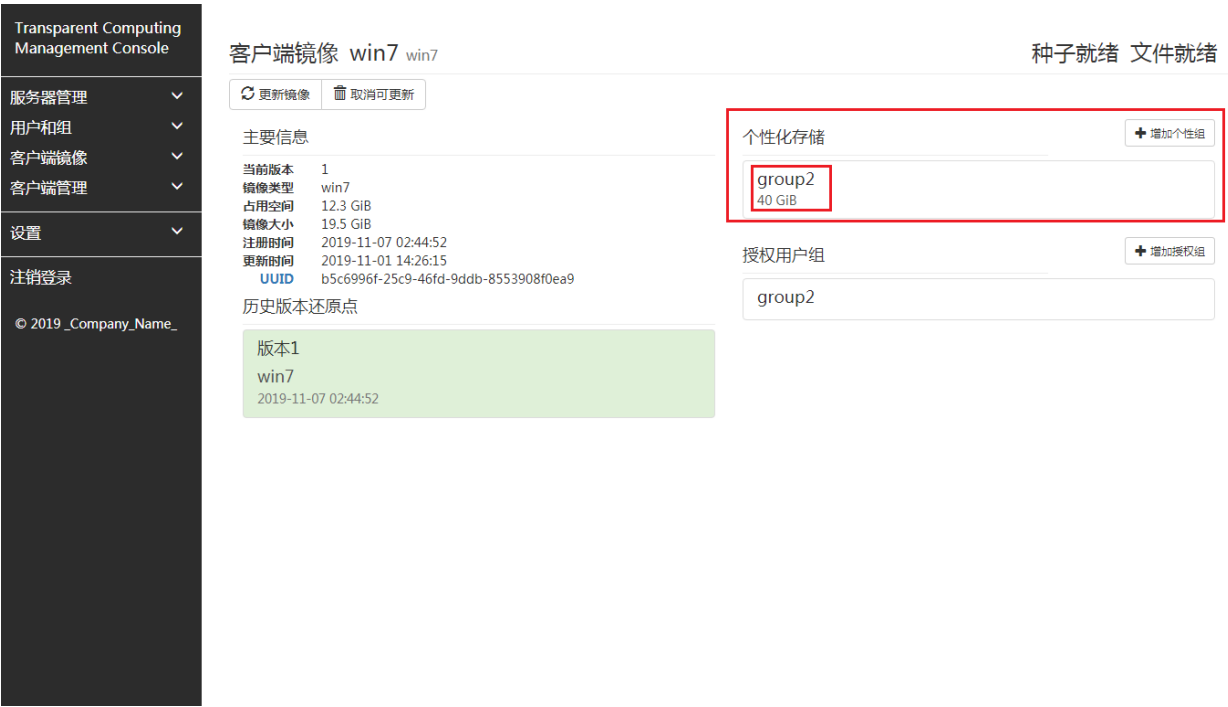 Transparent Computing
Management Console
服务器管理
用户和组
客户端镜像
客户端管理
设置
注销登录
© 2019 _Company_Name_
客户端镜像 win7 win7
种子就绪 文件就绪
更新镜像 取消可更新
主要信息
当前版本 1
镜像类型 win7
占用空间 12.3 GiB
镜像大小 19.5 GiB
注册时间 2019-11-07 02:44:52
更新时间 2019-11-01 14:26:15
UUID b5c6996f-25c9-46fd-9ddb-8553908f0ea9
历史版本还原点
版本1
win7
2019-11-07 02:44:52
个性化存储 增加个性组
group2
40 GiB
授权用户组 增加授权组
group2